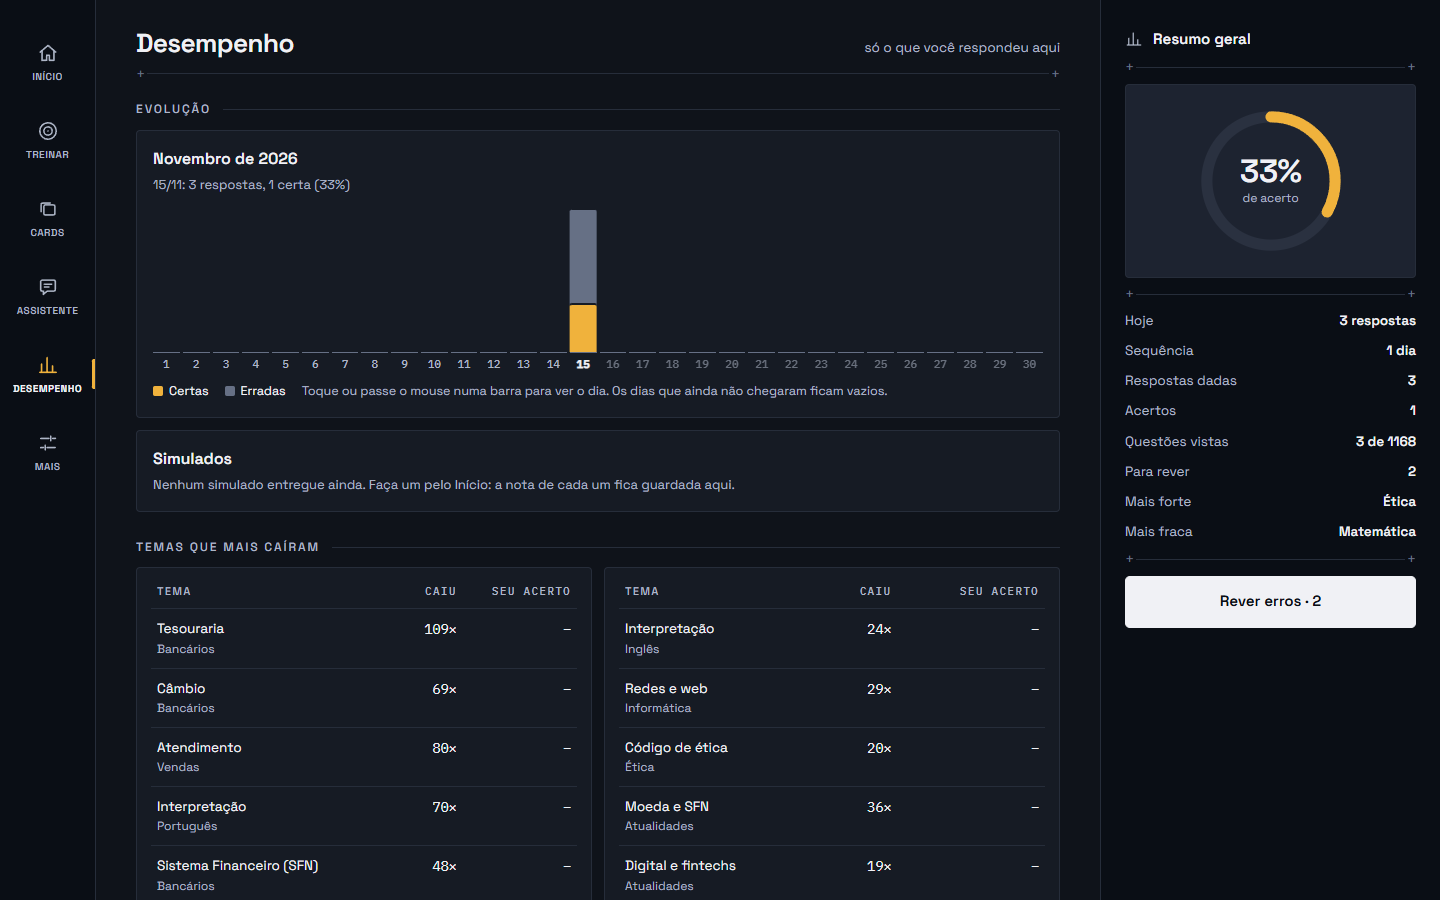 INÍCIO
TREINAR
CARDS
ASSISTENTE
DESEMPENHO
MAIS
Desempenho
só o que você respondeu aqui
EVOLUÇÃO
Novembro de 2026
15/11: 3 respostas, 1 certa (33%)
1 2 3 4 5 6 7 8 9 10 11 12 13 14 15 16 17 18 19 20 21 22 23 24 25 26 27 28 29 30
Certas Erradas Toque ou passe o mouse numa barra para ver o dia. Os dias que ainda não chegaram ficam vazios.
Simulados
Nenhum simulado entregue ainda. Faça um pelo Início: a nota de cada um fica guardada aqui.
TEMAS QUE MAIS CAÍRAM
TEMA CAIU SEU ACERTO
Tesouraria 109× –
Bancários
Câmbio 69× –
Bancários
Atendimento 80× –
Vendas
Interpretação 70× –
Português
Sistema Financeiro (SFN) 48× –
Bancários
TEMA CAIU SEU ACERTO
Interpretação 24× –
Inglês
Redes e web 29× –
Informática
Código de ética 20× –
Ética
Moeda e SFN 36× –
Atualidades
Digital e fintechs 19× –
Atualidades
Resumo geral
33%
de acerto
Hoje 3 respostas
Sequência 1 dia
Respostas dadas 3
Acertos 1
Questões vistas 3 de 1168
Para rever 2
Mais forte Ética
Mais fraca Matemática
Rever erros · 2